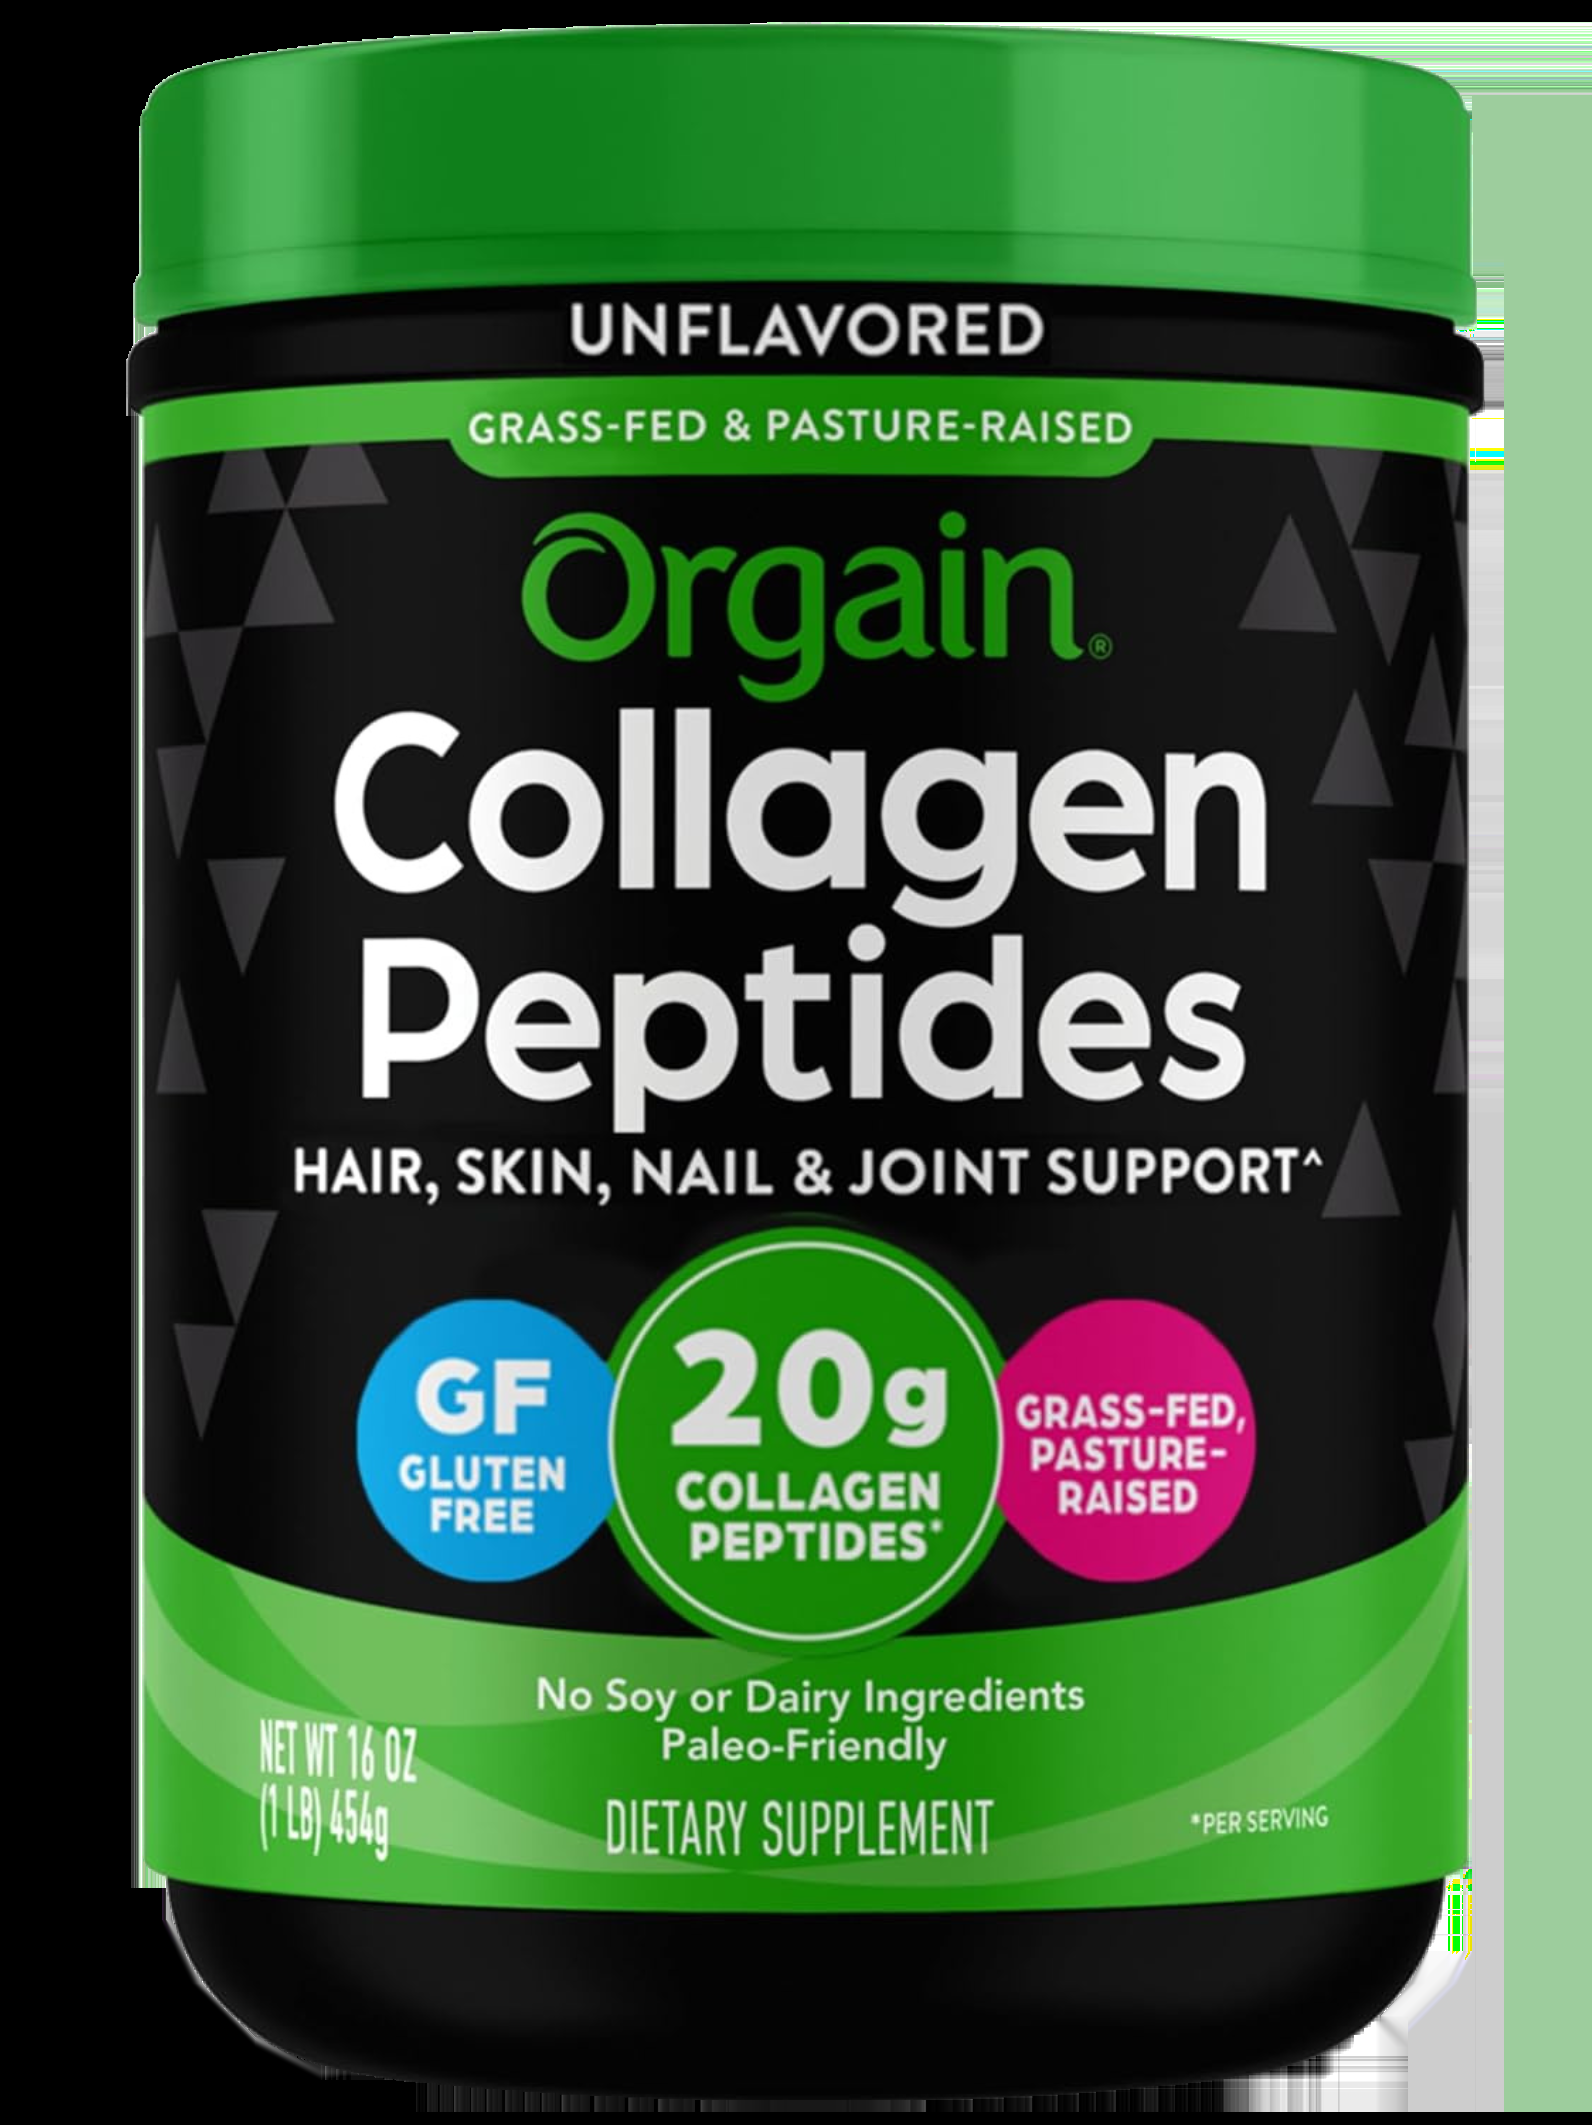 UNFLAVORED
GRASS-FED & PASTURE-RAISED
Orgain®
Collagen
Peptides
HAIR, SKIN, NAIL & JOINT SUPPORT^
GF
GLUTEN
FREE
20g
COLLAGEN
PEPTIDES*
GRASS-FED,
PASTURE-
RAISED
No Soy or Dairy Ingredients
Paleo-Friendly
NET WT 16 OZ
(1 LB) 454g
DIETARY SUPPLEMENT
*PER SERVING